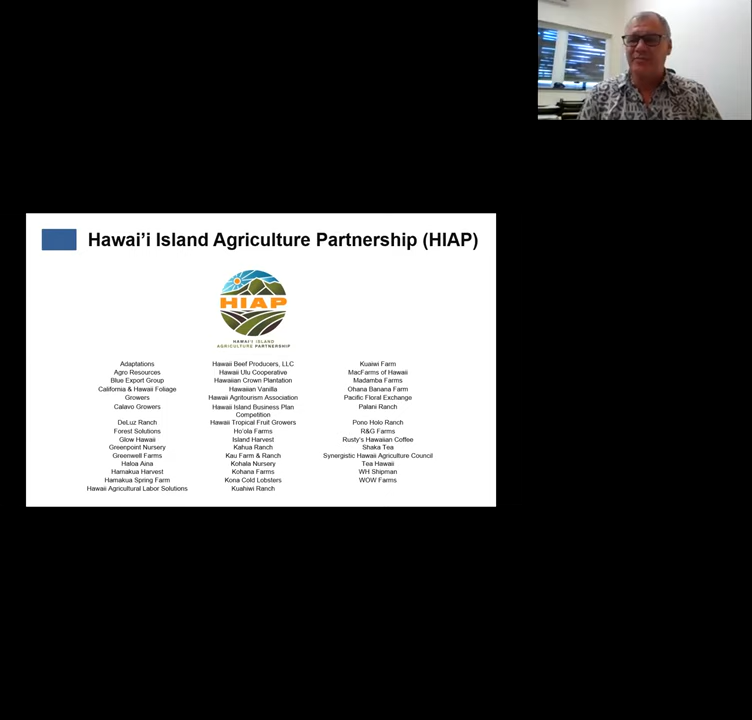 Hawai'i Island Agriculture Partnership (HIAP)
HIAP
HAWAI'I ISLAND
AGRICULTURE PARTNERSHIP
Adaptations
Agro Resources
Blue Export Group
California & Hawaii Foliage
Growers
Calavo Growers
DeLuz Ranch
Forest Solutions
Glow Hawaii
Greenpoint Nursery
Greenwell Farms
Haloa Aina
Hamakua Harvest
Hamakua Spring Farm
Hawaii Agricultural Labor Solutions
Hawaii Beef Producers, LLC
Hawaii Ulu Cooperative
Hawaiian Crown Plantation
Hawaiian Vanilla
Hawaii Agritourism Association
Hawaii Island Business Plan
Competition
Hawaii Tropical Fruit Growers
Ho'ola Farms
Island Harvest
Kahua Ranch
Kau Farm & Ranch
Kohala Nursery
Kohana Farms
Kona Cold Lobsters
Kuahiwi Ranch
Kuaiwi Farm
MacFarms of Hawaii
Madamba Farms
Ohana Banana Farm
Pacific Floral Exchange
Palani Ranch
Pono Holo Ranch
R&G Farms
Rusty's Hawaiian Coffee
Shaka Tea
Synergistic Hawaii Agriculture Council
Tea Hawaii
WH Shipman
WOW Farms